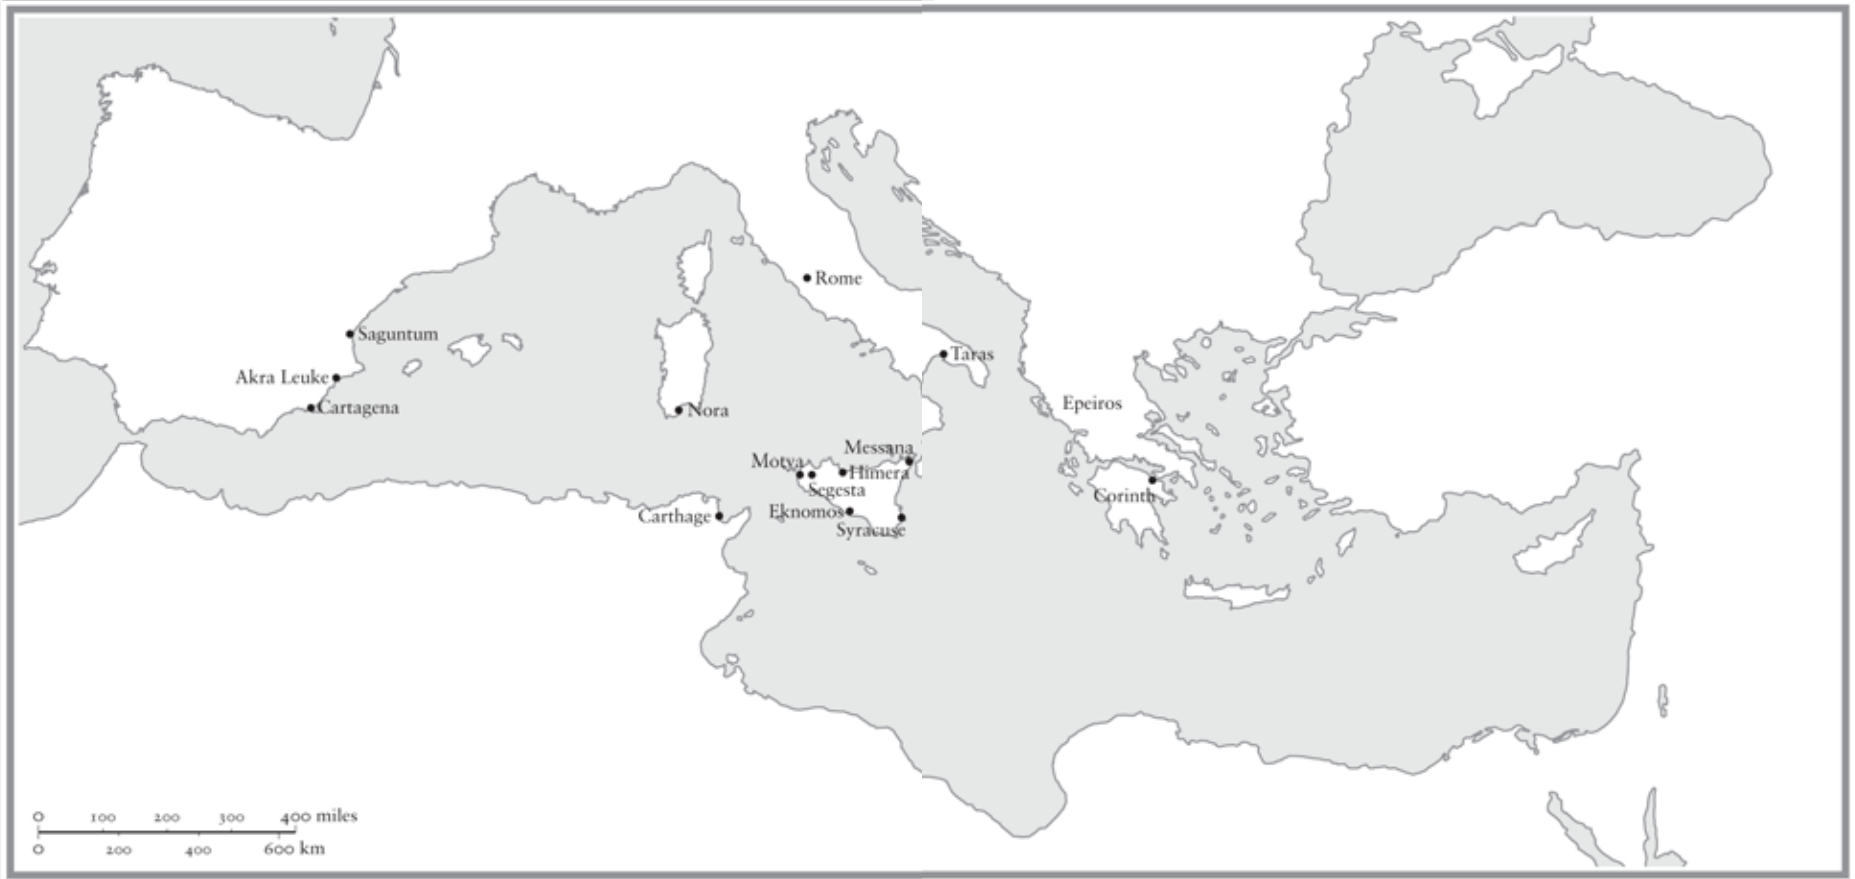 Rome
Saguntum
Taras
Akra Leuke
Cartagena
Epeiros
Nora
Messana
Motya
Himera
Segesta
Corinth
Eknomos
Carthage
Syracuse
0 100 200 300 400 miles
0 200 400 600 km